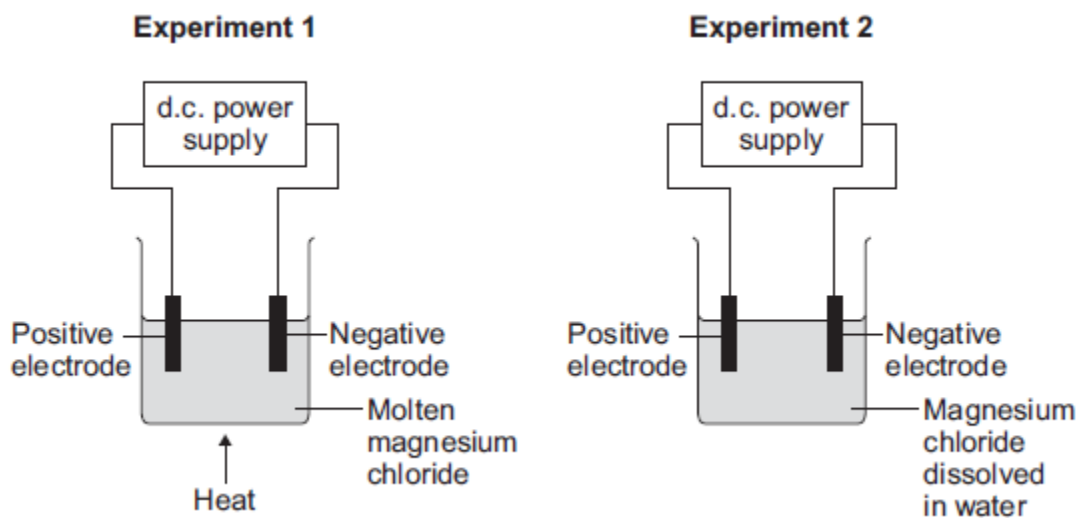 Experiment 1
d.c. power
supply
Positive
electrode
Negative
electrode
Molten
magnesium
chloride
Heat
Experiment 2
d.c. power
supply
Positive
electrode
Negative
electrode
Magnesium
chloride
dissolved
in water